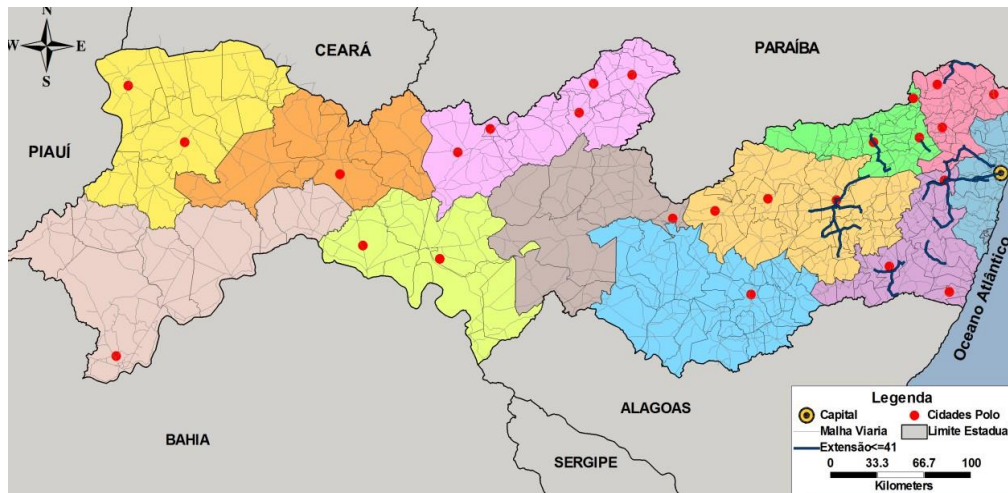 N
W E
S
CEARÁ
PARAÍBA
PIAUÍ
Oceano Atlântico
ALAGOAS
BAHIA
SERGIPE
Legenda
Capital Cidades Polo
Malha Viaria Limite Estadua
Extensão<=41
0 33.3 66.7 100
Kilometers